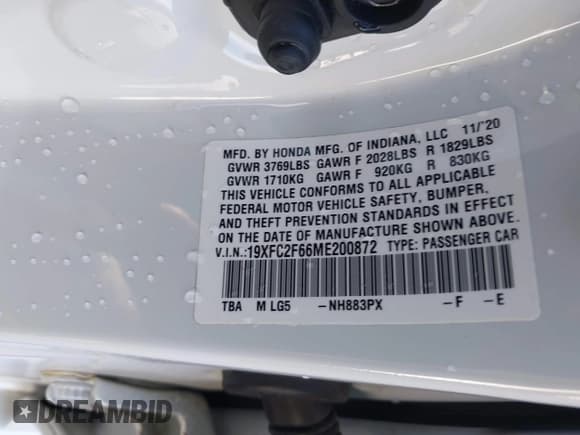 MFD. BY HONDA MFG. OF INDIANA, LLC 11/'20
GVWR 3769LBS GAWR F 2028LBS R 1829LBS
GVWR 1710KG GAWR F 920KG R 830KG
THIS VEHICLE CONFORMS TO ALL APPLICABLE
FEDERAL MOTOR VEHICLE SAFETY, BUMPER,
AND THEFT PREVENTION STANDARDS IN EFFECT
ON THE DATE OF MANUFACTURE SHOWN ABOVE.
V.I.N.:19XFC2F66ME200872 TYPE: PASSENGER CAR
TBA M LG5 -NH883PX -F -E
DREAMBID